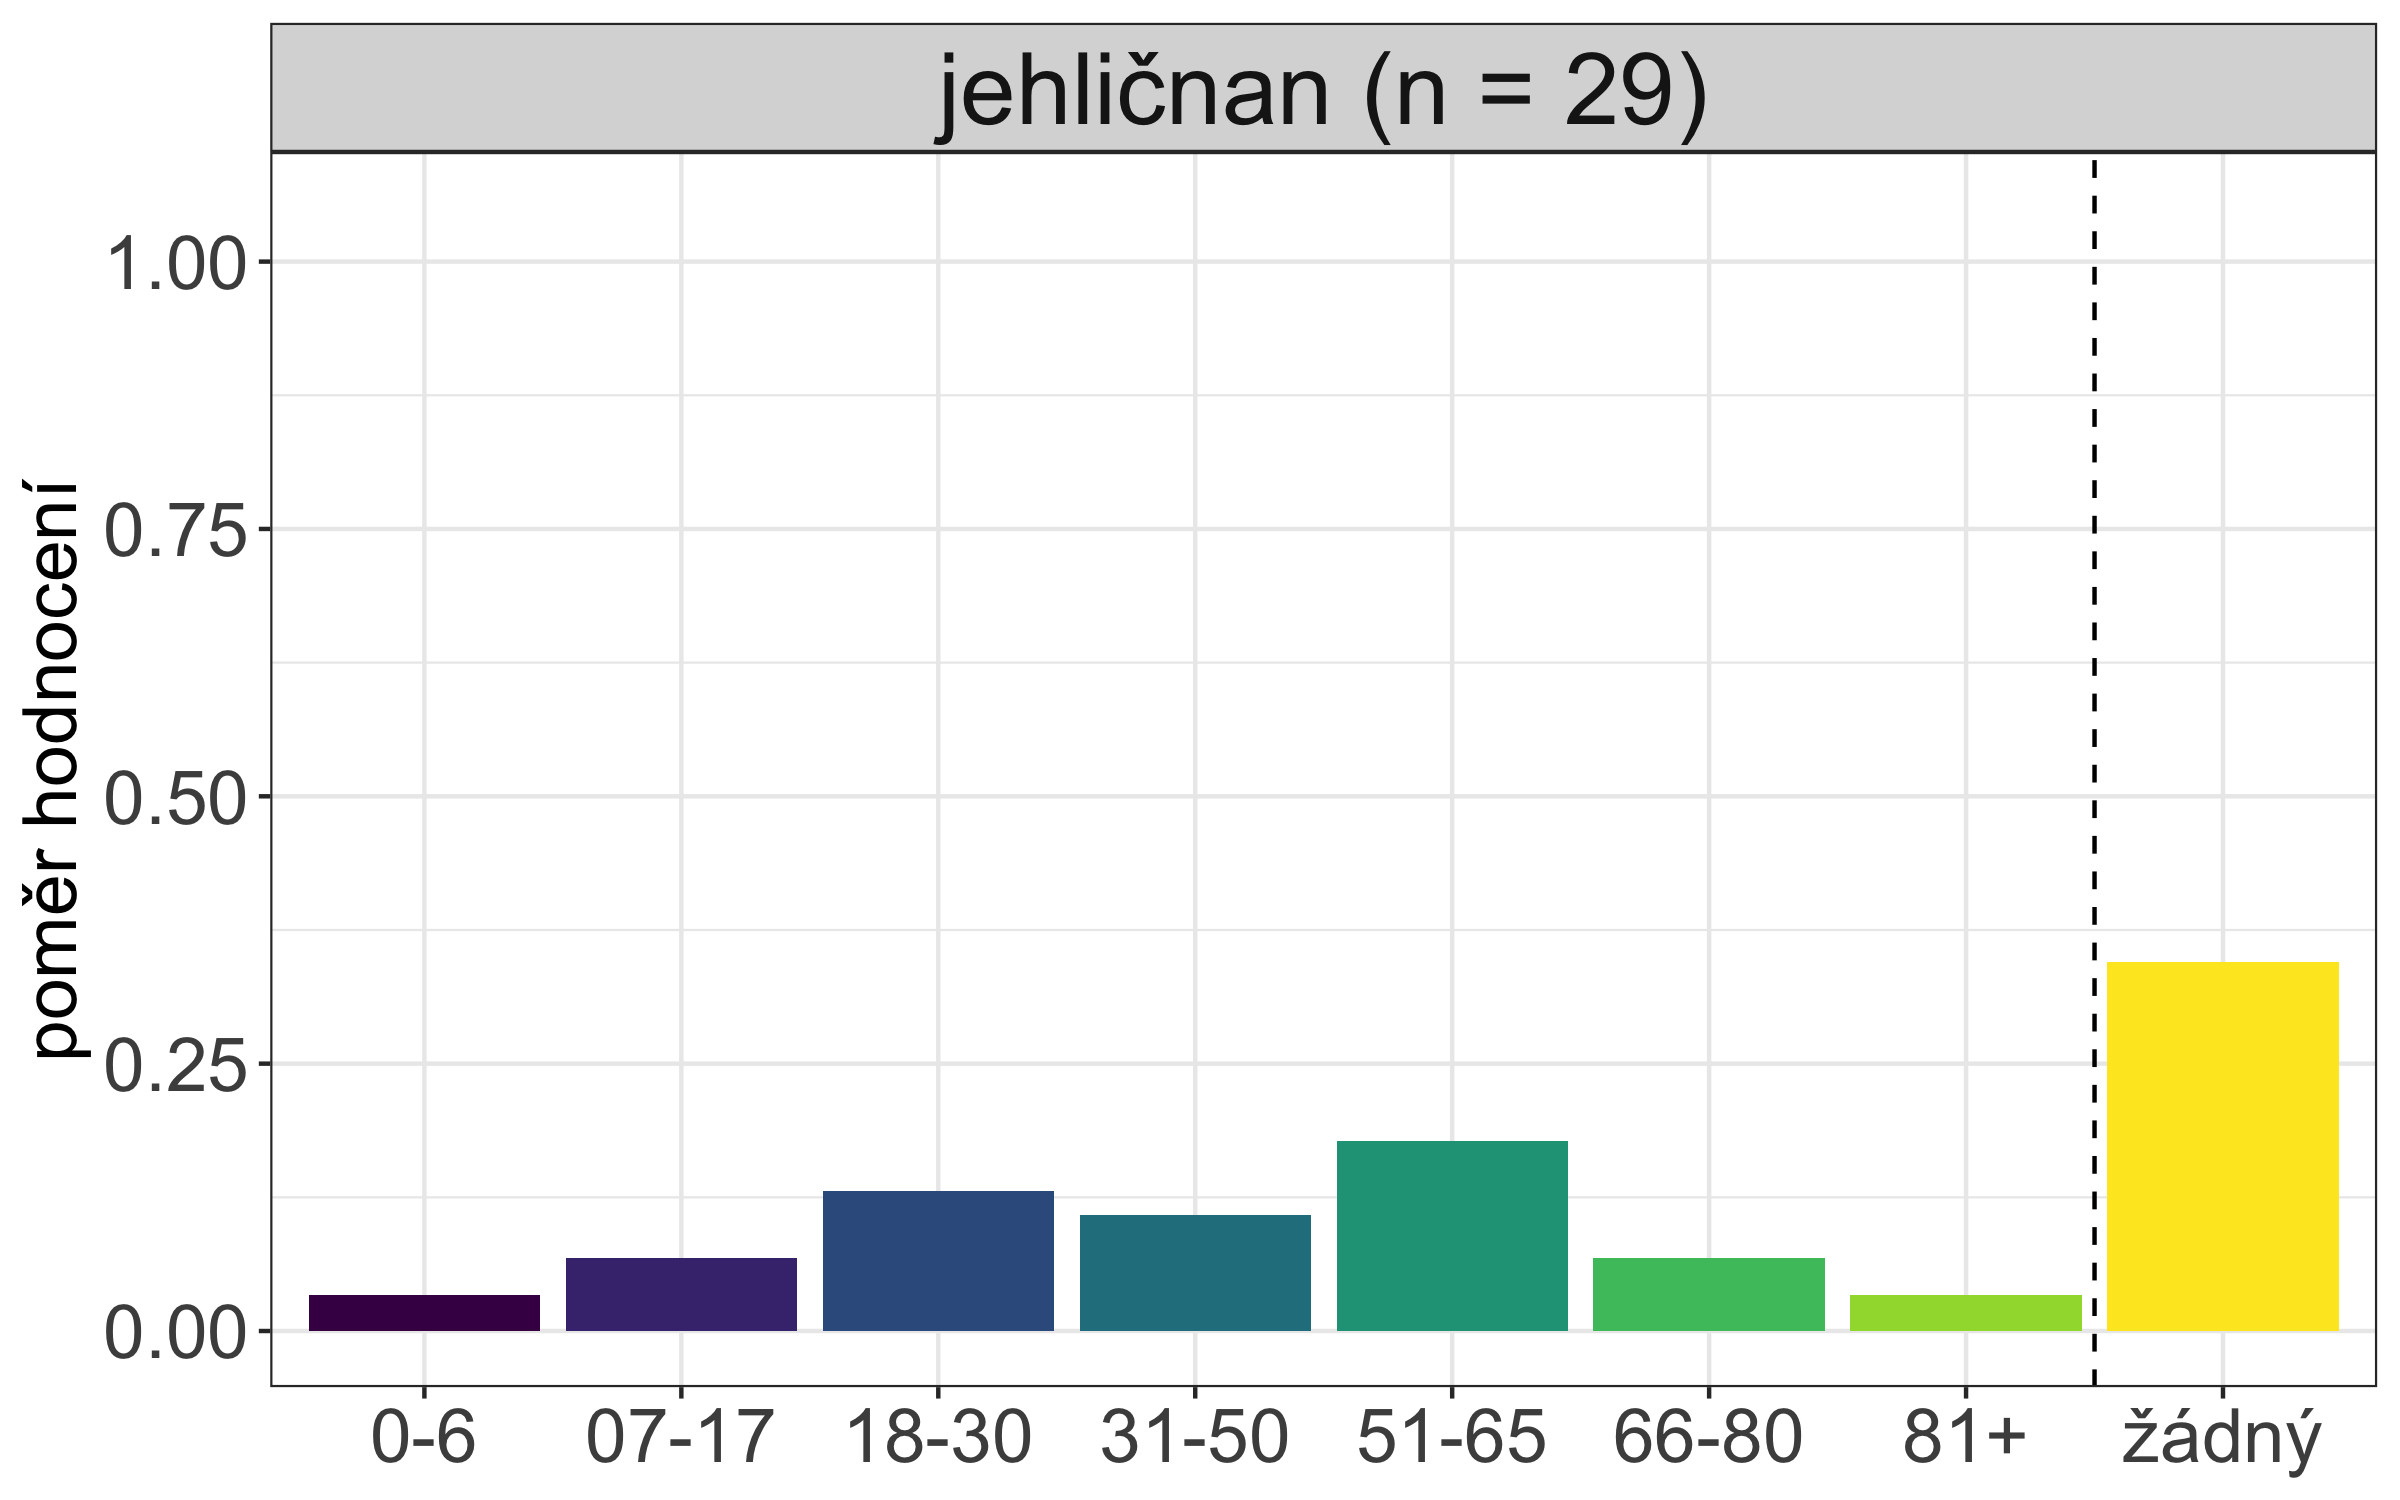 jehličnan (n = 29)
poměr hodnocení
1.00
0.75
0.50
0.25
0.00
0-6 07-17 18-30 31-50 51-65 66-80 81+ žádný